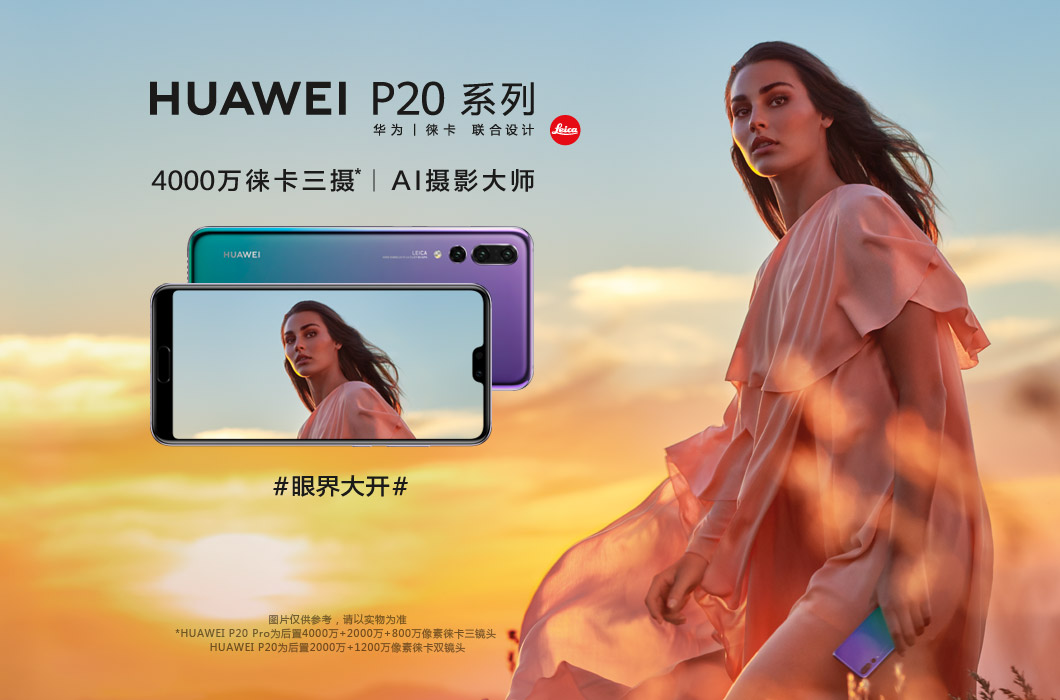 HUAWEI P20 系列
华为 | 徕卡 联合设计
Leica
4000万徕卡三摄* | AI摄影大师
HUAWEI
LEICA
#眼界大开#
图片仅供参考，请以实物为准
*HUAWEI P20 Pro为后置4000万+2000万+800万像素徕卡三镜头
HUAWEI P20为后置2000万+1200万像素徕卡双镜头